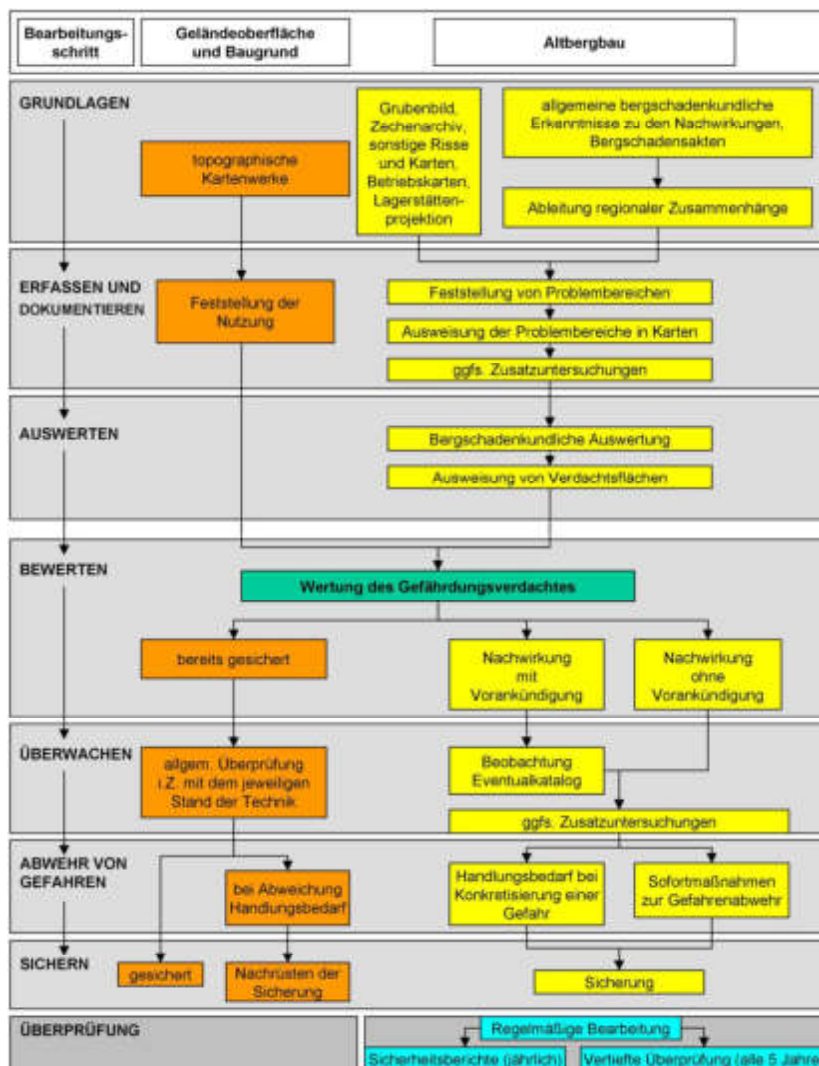 Bearbeitungs-
schritt
Geländeoberfläche
und Baugrund
Altbergbau
GRUNDLAGEN
topographische
Kartenwerke
Grubenbild,
Zechenarchiv,
sonstige Risse
und Karten,
Betriebskarten,
Lagerstätten-
projektion
allgemeine bergschadenkundliche
Erkenntnisse zu den Nachwirkungen,
Bergschadensakten
Ableitung regionaler Zusammenhänge
ERFASSEN UND
DOKUMENTIEREN
Feststellung der
Nutzung
Feststellung von Problembereichen
Ausweisung der Problembereiche in Karten
ggfs. Zusatzuntersuchungen
AUSWERTEN
Bergschadenkundliche Auswertung
Ausweisung von Verdachtsflächen
BEWERTEN
Wertung des Gefährdungsverdachtes
bereits gesichert
Nachwirkung
mit
Vorankündigung
Nachwirkung
ohne
Vorankündigung
ÜBERWACHEN
allgem. Überprüfung
i.Z. mit dem jeweiligen
Stand der Technik
Beobachtung
Eventualkatalog
ggfs. Zusatzuntersuchungen
ABWEHR VON
GEFAHREN
bei Abweichung
Handlungsbedarf
Handlungsbedarf bei
Konkretisierung einer
Gefahr
Sofortmaßnahmen
zur Gefahrenabwehr
SICHERN
gesichert
Nachrüsten der
Sicherung
Sicherung
ÜBERPRÜFUNG
Regelmäßige Bearbeitung
Sicherheitsberichte (jährlich)
Vertiefte Überprüfung (alle 5 Jahre